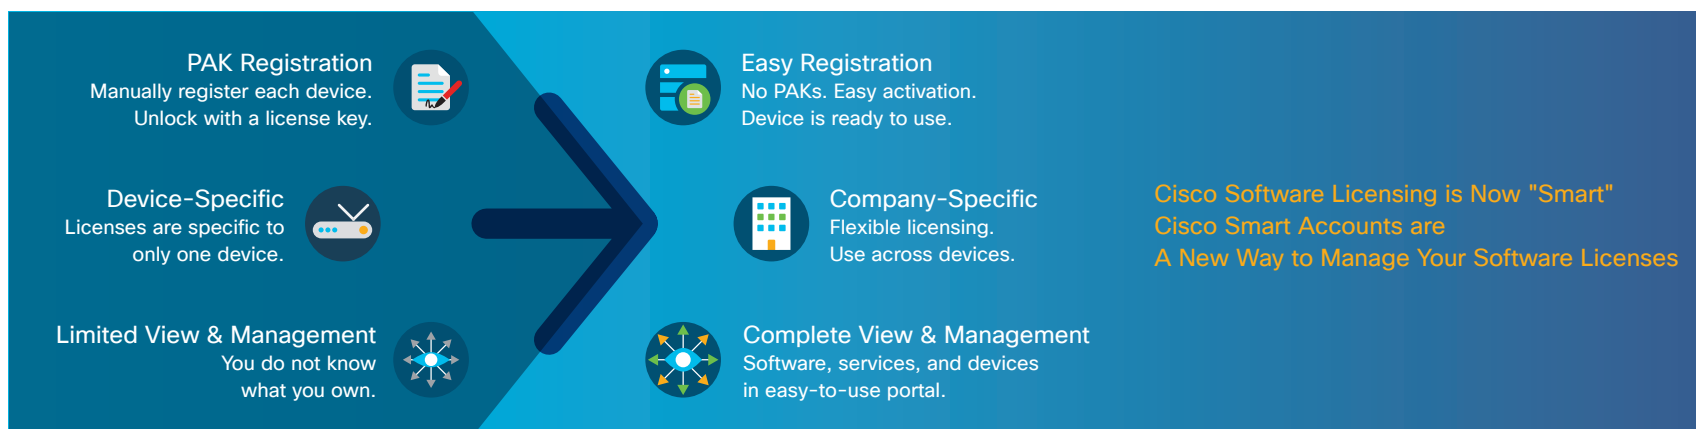 PAK Registration
Manually register each device.
Unlock with a license key.
Device-Specific
Licenses are specific to
only one device.
Limited View & Management
You do not know
what you own.
Easy Registration
No PAKs. Easy activation.
Device is ready to use.
Company-Specific
Flexible licensing.
Use across devices.
Complete View & Management
Software, services, and devices
in easy-to-use portal.
Cisco Software Licensing is Now "Smart"
Cisco Smart Accounts are
A New Way to Manage Your Software Licenses